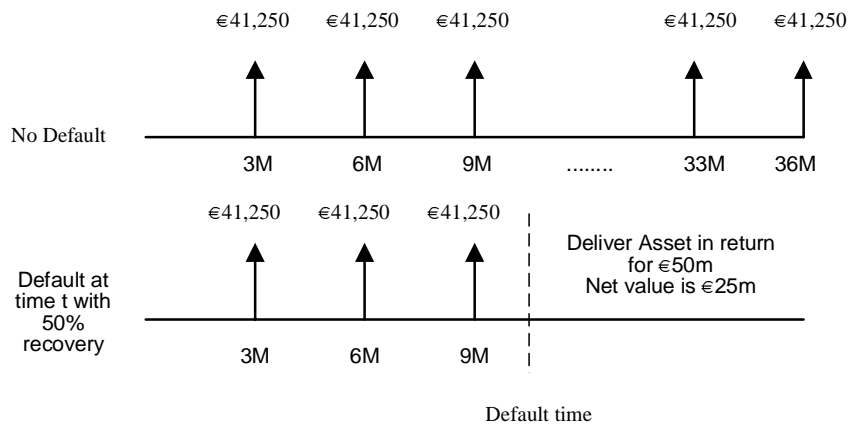 €41,250 €41,250 €41,250 €41,250 €41,250
No Default
3M 6M 9M ........ 33M 36M
€41,250 €41,250 €41,250
Deliver Asset in return
for €50m
Net value is €25m
Default at
time t with
50%
recovery
3M 6M 9M
Default time